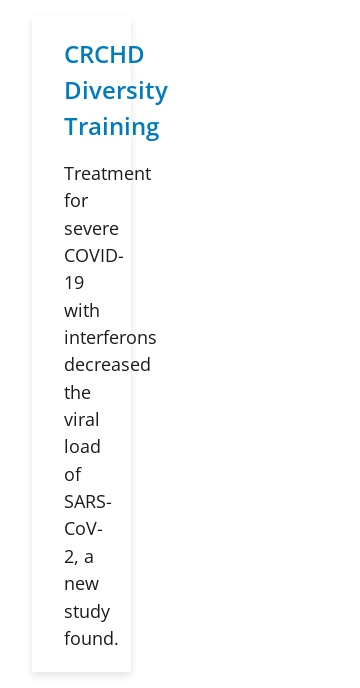 CRCHD
Diversity
Training
Treatment
for
severe
COVID-
19
with
interferons
decreased
the
viral
load
of
SARS-
CoV-
2, a
new
study
found.